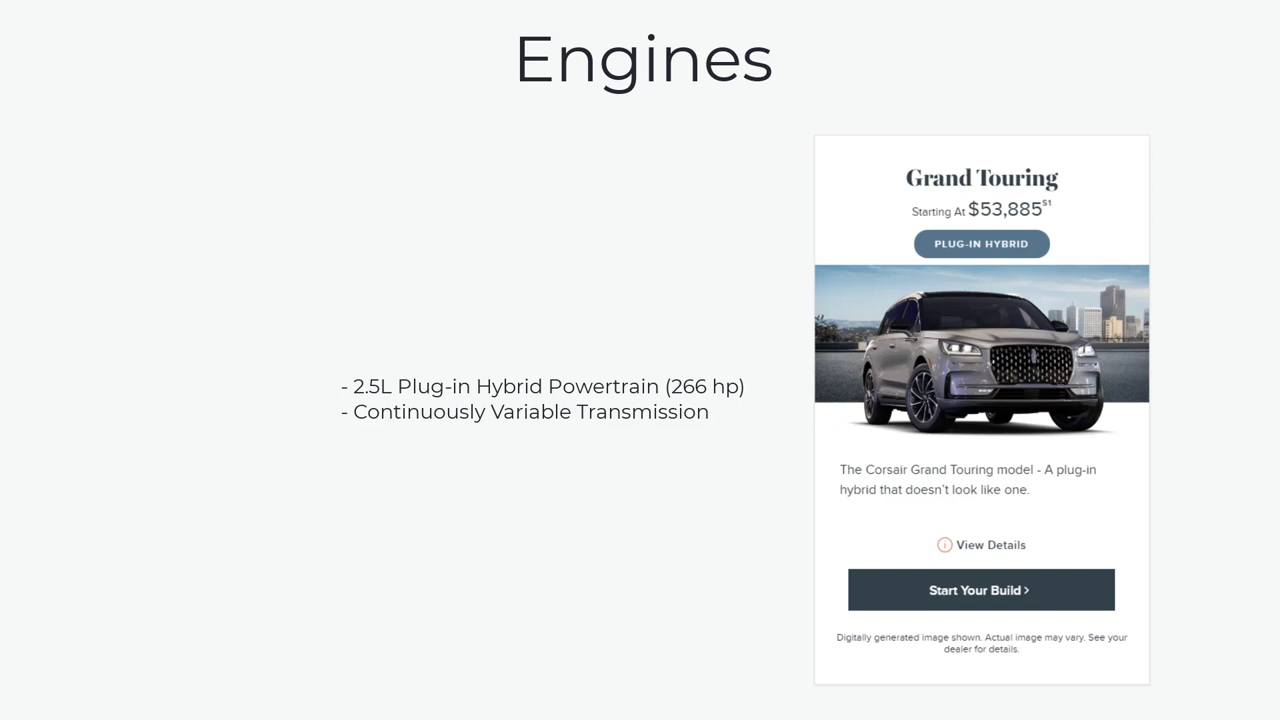 Engines
- 2.5L Plug-in Hybrid Powertrain (266 hp)
- Continuously Variable Transmission
Grand Touring
Starting At $53,885S1
PLUG-IN HYBRID
The Corsair Grand Touring model - A plug-in
hybrid that doesn't look like one.
View Details
Start Your Build >
Digitally generated image shown. Actual image may vary. See your
dealer for details.